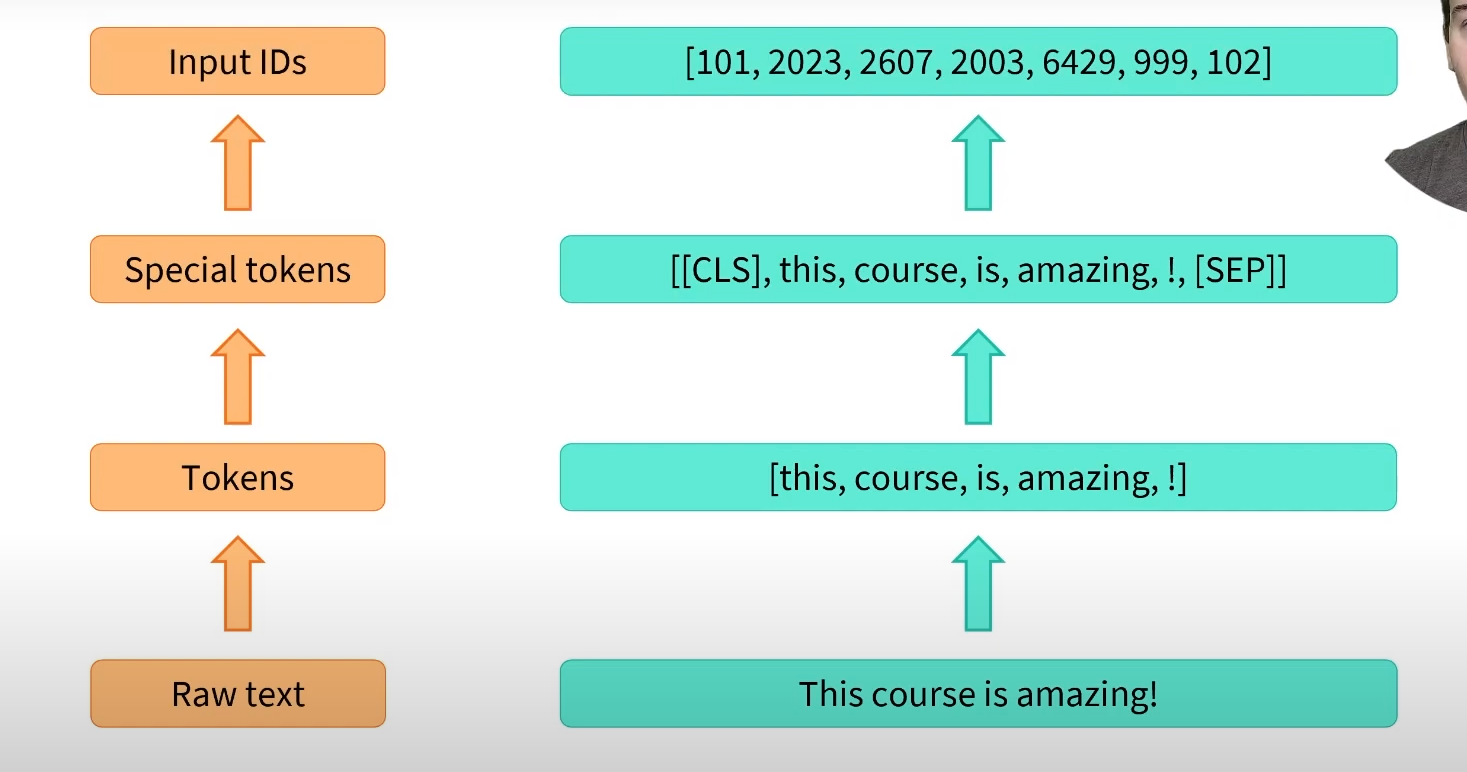 Input IDs
[101, 2023, 2607, 2003, 6429, 999, 102]
Special tokens
[[CLS], this, course, is, amazing, !, [SEP]]
Tokens
[this, course, is, amazing, !]
Raw text
This course is amazing!